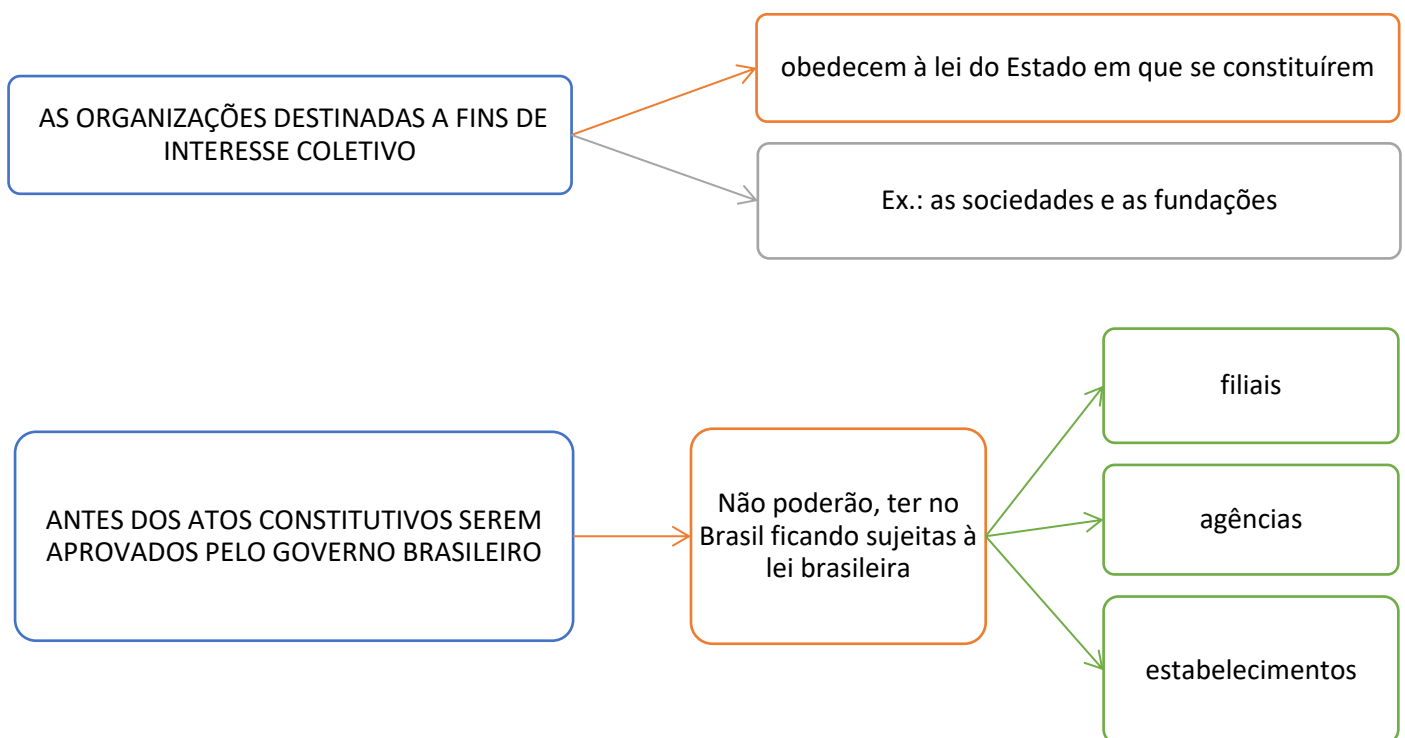 AS ORGANIZAÇÕES DESTINADAS A FINS DE
INTERESSE COLETIVO
obedecem à lei do Estado em que se constituírem
Ex.: as sociedades e as fundações
ANTES DOS ATOS CONSTITUTIVOS SEREM
APROVADOS PELO GOVERNO BRASILEIRO
Não poderão, ter no
Brasil ficando sujeitas à
lei brasileira
filiais
agências
estabelecimentos